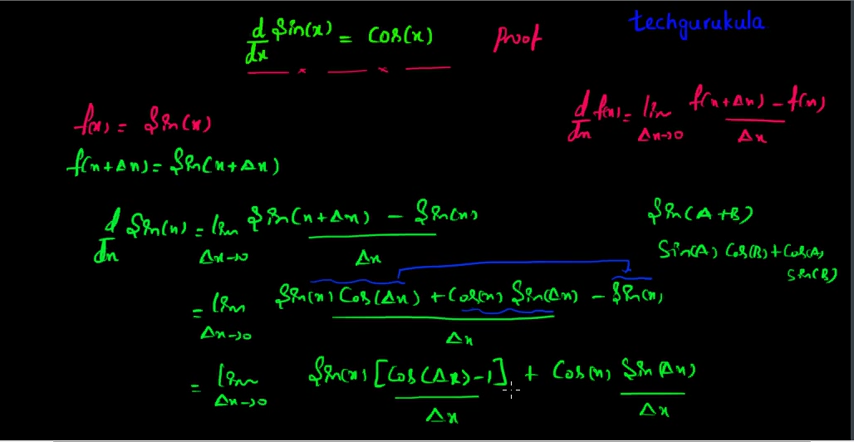 d/dx Sin(x) = Cos(x) Proof
techgurukula
f(x) = Sin(x)
d/dx f(x) = lim Δx→0 (f(x+Δx) - f(x))/Δx
f(x+Δx) = Sin(x+Δx)
d/dx Sin(x) = lim Δx→0 (Sin(x+Δx) - Sin(x))/Δx
Sin(A+B)
Sin(A) Cos(B) + Cos(A)
Sin(B)
= lim Δx→0 (Sin(x) Cos(Δx) + Cos(x) Sin(Δx) - Sin(x))/Δx
= lim Δx→0 Sin(x) [Cos(Δx)-1]/Δx + Cos(x) Sin(Δx)/Δx